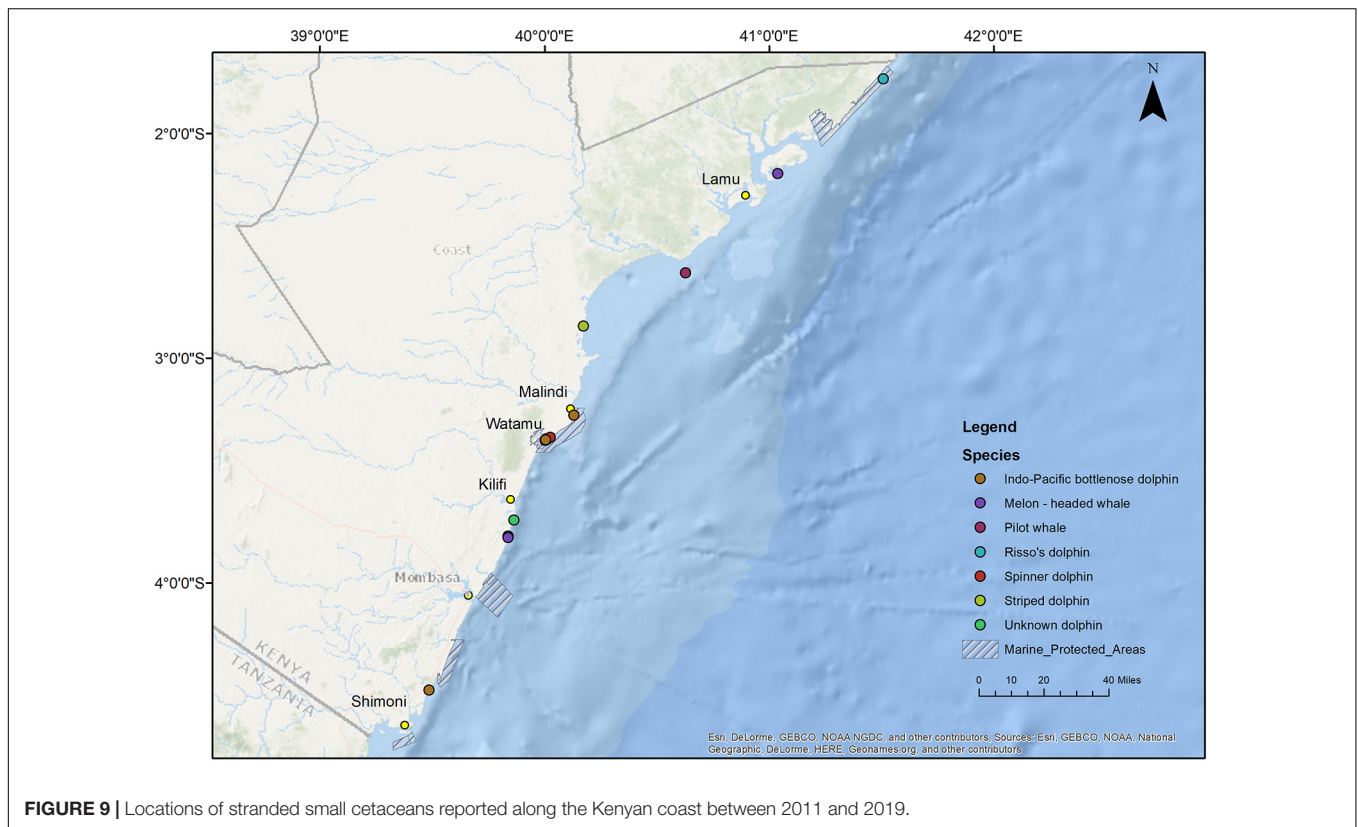 39°0'0"E 40°0'0"E 41°0'0"E 42°0'0"E
N
2°0'0"S
Lamu
Coast
3°0'0"S
Malindi
Watamu
Kilifi
4°0'0"S
Mombasa
KENYA
TANZANIA
Shimoni
Legend
Species
Indo-Pacific bottlenose dolphin
Melon - headed whale
Pilot whale
Risso's dolphin
Spinner dolphin
Striped dolphin
Unknown dolphin
Marine_Protected_Areas
0 10 20 40 Miles
Esri, DeLorme, GEBCO, NOAA NGDC, and other contributors, Sources: Esri, GEBCO, NOAA, National
Geographic, DeLorme, HERE, Geonames.org, and other contributors
FIGURE 9 | Locations of stranded small cetaceans reported along the Kenyan coast between 2011 and 2019.